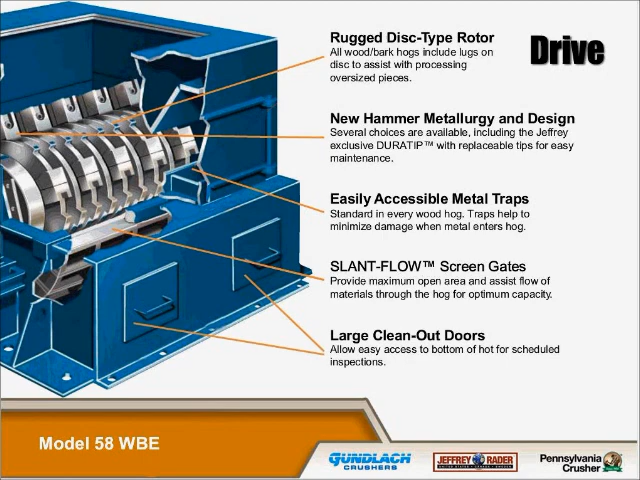 Drive
Rugged Disc-Type Rotor
All wood/bark hogs include lugs on
disc to assist with processing
oversized pieces.
New Hammer Metallurgy and Design
Several choices are available, including the Jeffrey
exclusive DURATIP™ with replaceable tips for easy
maintenance.
Easily Accessible Metal Traps
Standard in every wood hog. Traps help to
minimize damage when metal enters hog.
SLANT-FLOW™ Screen Gates
Provide maximum open area and assist flow of
materials through the hog for optimum capacity.
Large Clean-Out Doors
Allow easy access to bottom of hot for scheduled
inspections.
Model 58 WBE
GUNDLACH
CRUSHERS
JEFFREY RADER
Pennsylvania
Crusher